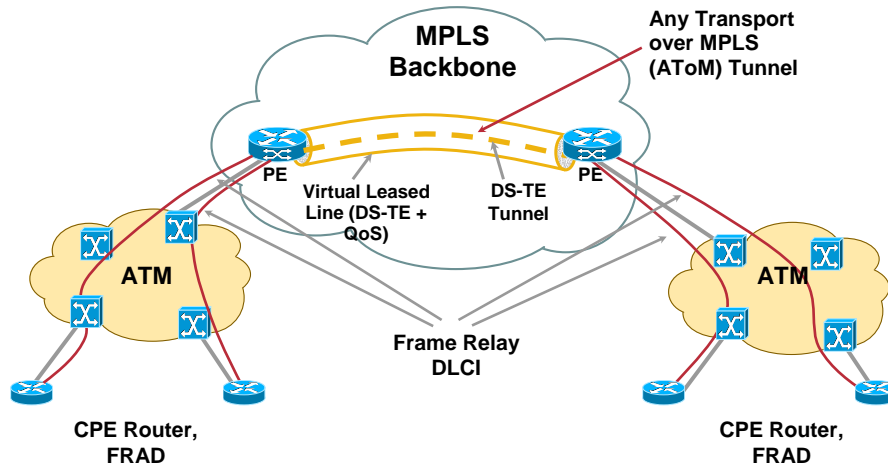 Any Transport
over MPLS
(AToM) Tunnel
MPLS
Backbone
PE
PE
Virtual Leased
Line (DS-TE +
QoS)
DS-TE
Tunnel
ATM
ATM
Frame Relay
DLCI
CPE Router,
FRAD
CPE Router,
FRAD